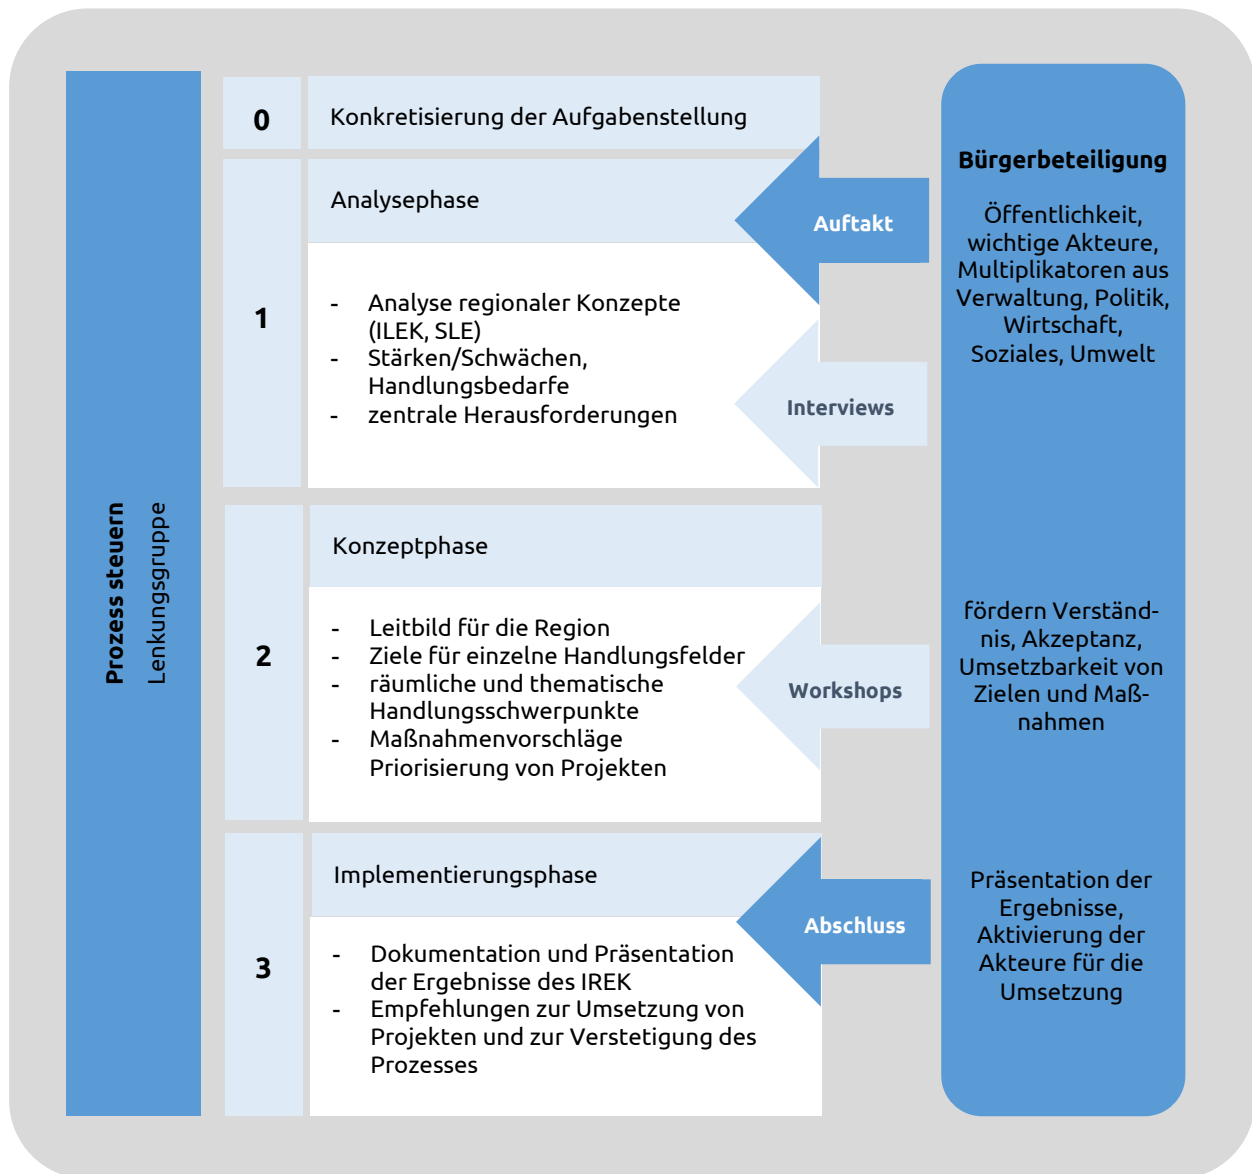 Prozess steuern
Lenkungsgruppe
0
Konkretisierung der Aufgabenstellung
1
Analysephase
- Analyse regionaler Konzepte
(ILEK, SLE)
- Stärken/Schwächen,
Handlungsbedarfe
- zentrale Herausforderungen
Auftakt
Interviews
2
Konzeptphase
- Leitbild für die Region
- Ziele für einzelne Handlungsfelder
- räumliche und thematische
Handlungsschwerpunkte
- Maßnahmenvorschläge
Priorisierung von Projekten
Workshops
3
Implementierungsphase
- Dokumentation und Präsentation
der Ergebnisse des IREK
- Empfehlungen zur Umsetzung von
Projekten und zur Verstetigung des
Prozesses
Abschluss
Bürgerbeteiligung
Öffentlichkeit,
wichtige Akteure,
Multiplikatoren aus
Verwaltung, Politik,
Wirtschaft,
Soziales, Umwelt
fördern Verständ-
nis, Akzeptanz,
Umsetzbarkeit von
Zielen und Maß-
nahmen
Präsentation der
Ergebnisse,
Aktivierung der
Akteure für die
Umsetzung